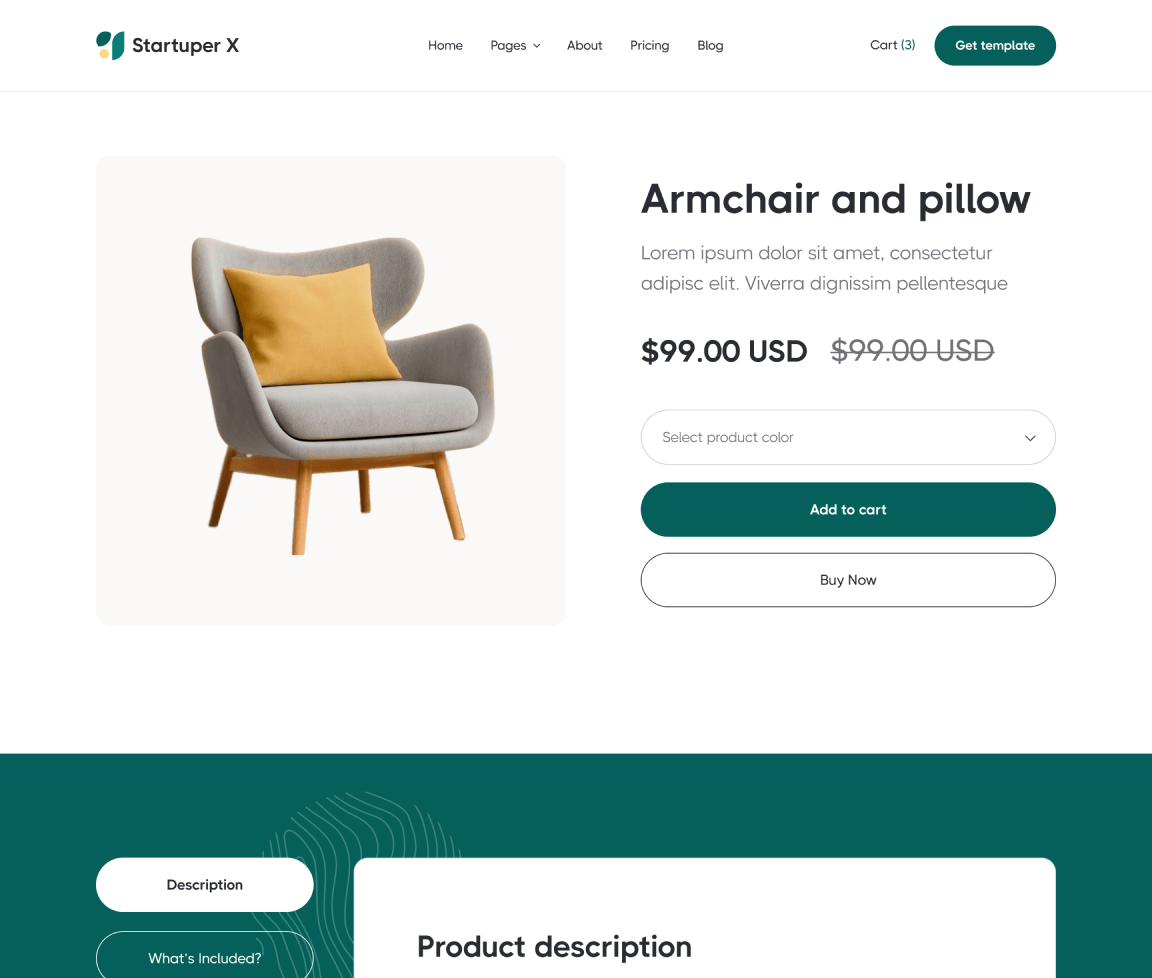 Startuper X
Home
Pages
About
Pricing
Blog
Cart (3)
Get template
Armchair and pillow
Lorem ipsum dolor sit amet, consectetur
adipisc elit. Viverra dignissim pellentesque
$99.00 USD $99.00 USD
Select product color
Add to cart
Buy Now
Description
What's Included?
Product description